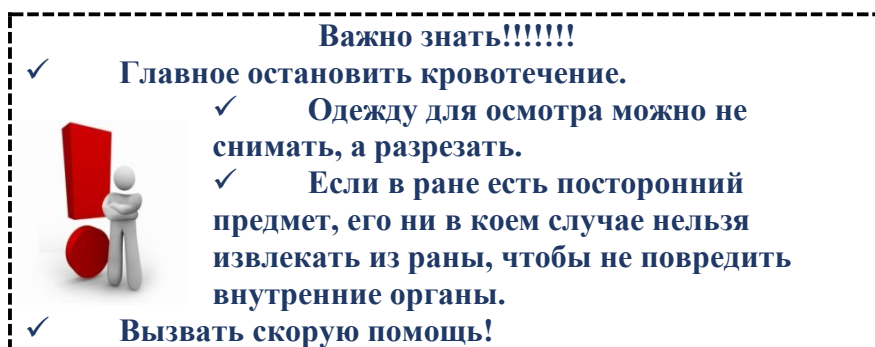 Важно знать!!!!!!!
✓ Главное остановить кровотечение.
✓ Одежду для осмотра можно не
снимать, а разрезать.
✓ Если в ране есть посторонний
предмет, его ни в коем случае нельзя
извлекать из раны, чтобы не повредить
внутренние органы.
✓ Вызвать скорую помощь!